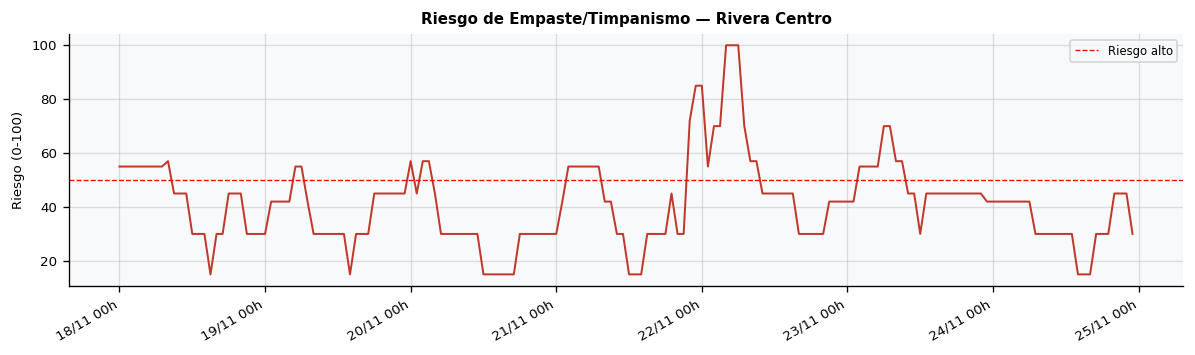 Riesgo de Empaste/Timpanismo — Rivera Centro
Riesgo (0-100)
100
80
60
40
20
Riesgo alto
18/11 00h
19/11 00h
20/11 00h
21/11 00h
22/11 00h
23/11 00h
24/11 00h
25/11 00h